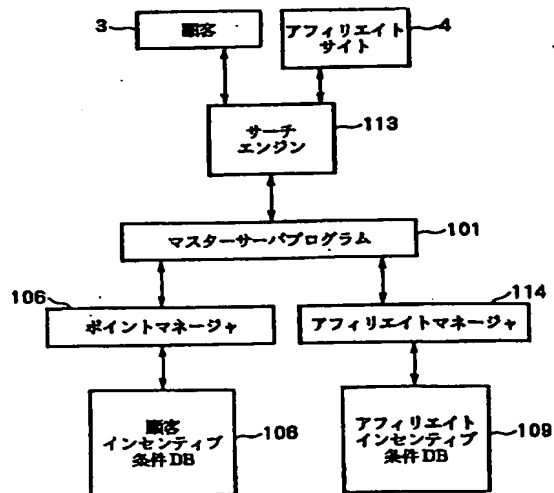 3
顧客
アフィリエイト
サイト
4
サーチ
エンジン
113
マスターサーバプログラム
101
106
ポイントマネージャ
114
アフィリエイトマネージャ
顧客
インセンティブ
条件DB
106
アフィリエイト
インセンティブ
条件DB
109